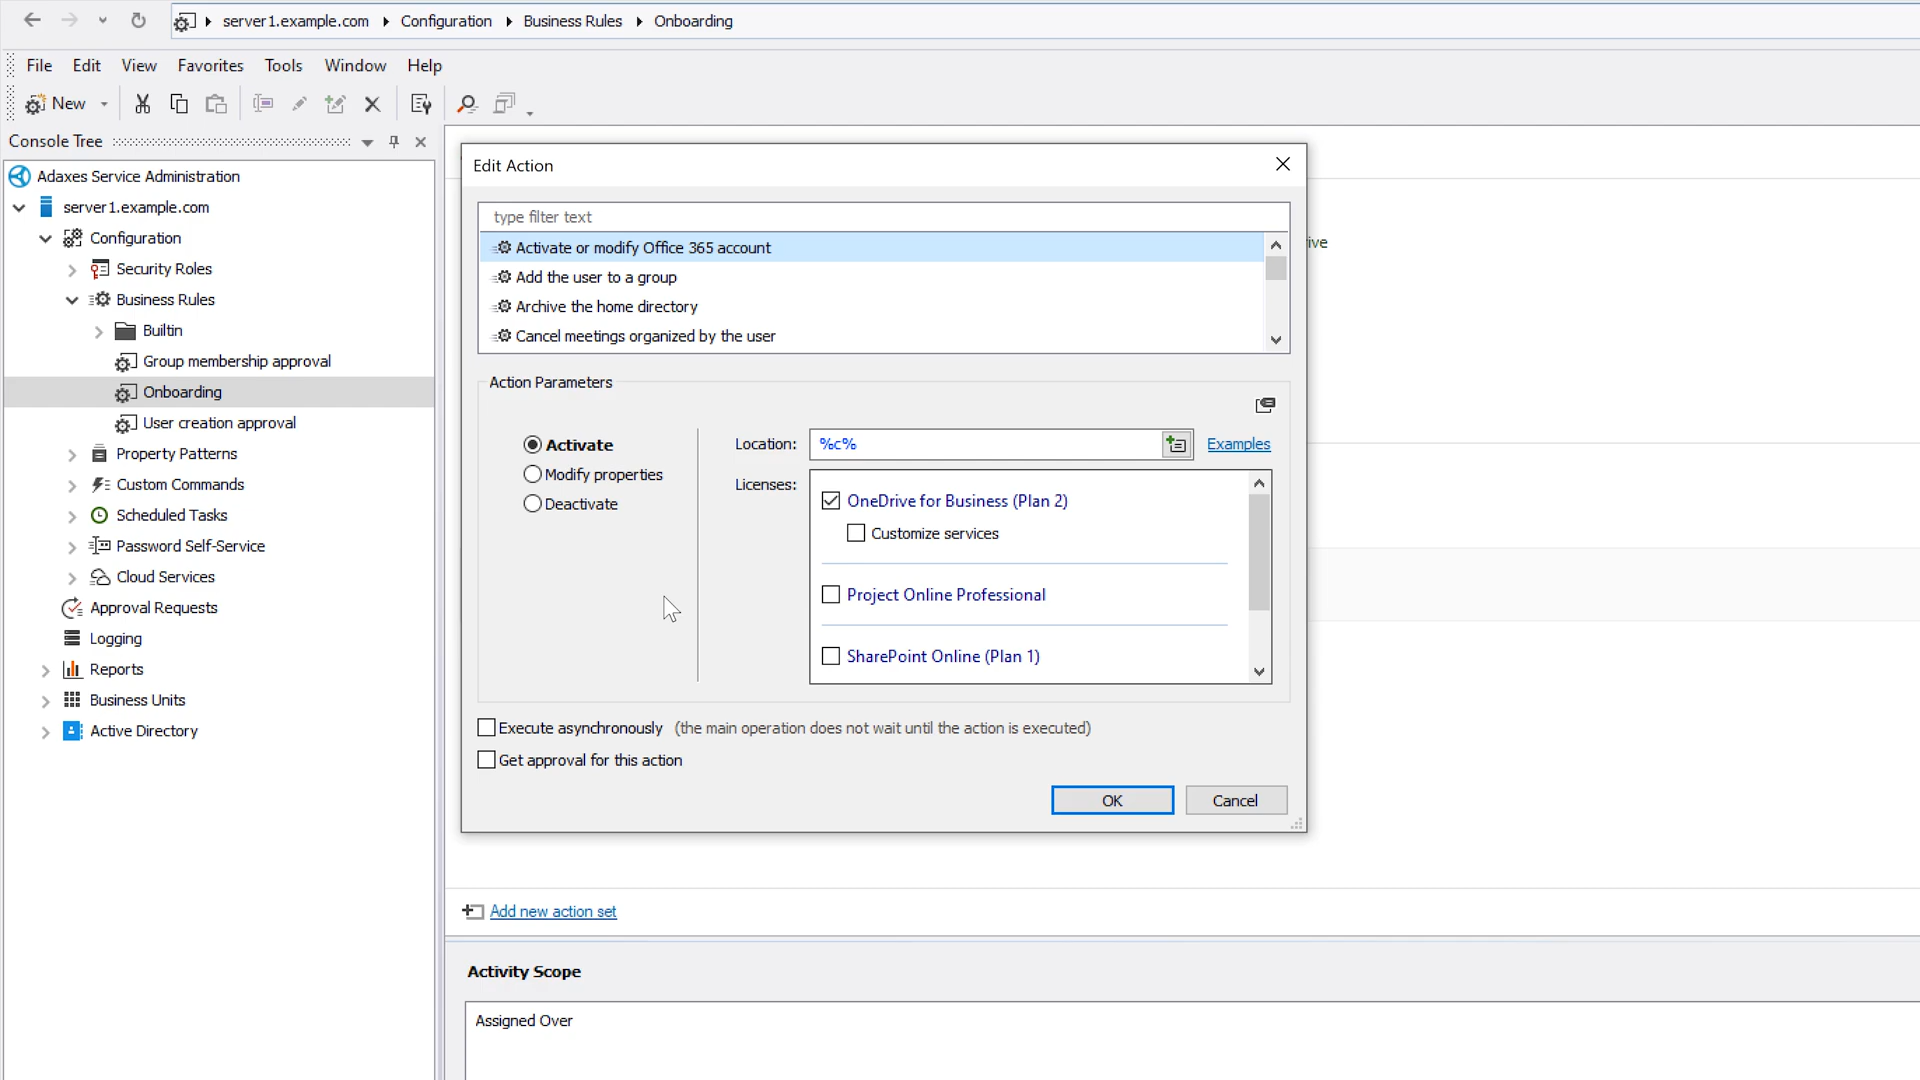 server1.example.com Configuration Business Rules Onboarding
File Edit View Favorites Tools Window Help
New
Console Tree
Adaxes Service Administration
server1.example.com
Configuration
Security Roles
Business Rules
Builtin
Group membership approval
Onboarding
User creation approval
Property Patterns
Custom Commands
Scheduled Tasks
Password Self-Service
Cloud Services
Approval Requests
Logging
Reports
Business Units
Active Directory
Edit Action
type filter text
Activate or modify Office 365 account
Add the user to a group
Archive the home directory
Cancel meetings organized by the user
Action Parameters
Activate
Modify properties
Deactivate
Location: %c% Examples
Licenses:
OneDrive for Business (Plan 2)
Customize services
Project Online Professional
SharePoint Online (Plan 1)
Execute asynchronously (the main operation does not wait until the action is executed)
Get approval for this action
OK Cancel
Add new action set
Activity Scope
Assigned Over